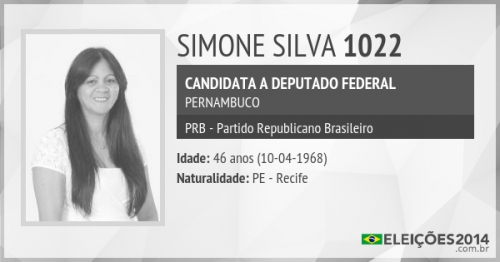 SIMONE SILVA 1022
CANDIDATA A DEPUTADO FEDERAL
PERNAMBUCO
PRB - Partido Republicano Brasileiro
Idade: 46 anos (10-04-1968)
Naturalidade: PE - Recife
ELEIÇÕES2014
.com.br